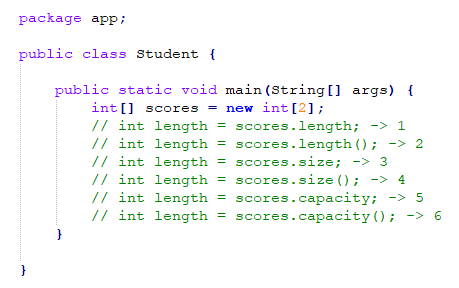 package app;
public class Student {
public static void main(String[] args) {
int[] scores = new int[2];
// int length = scores.length; -> 1
// int length = scores.length(); -> 2
// int length = scores.size; -> 3
// int length = scores.size(); -> 4
// int length = scores.capacity; -> 5
// int length = scores.capacity(); -> 6
}
}